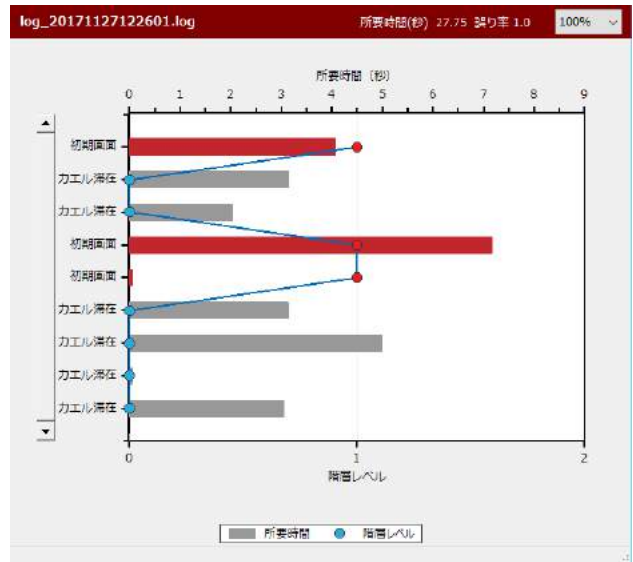 log_20171127122601.log 所要時間(秒) 27.75 誤り率 1.0 100%
所要時間 (秒)
0 1 2 3 4 5 6 7 8 9
初期画面
カエル滞在
カエル滞在
初期画面
初期画面
カエル滞在
カエル滞在
カエル滞在
カエル滞在
0 1 2
階層レベル
所要時間 階層レベル